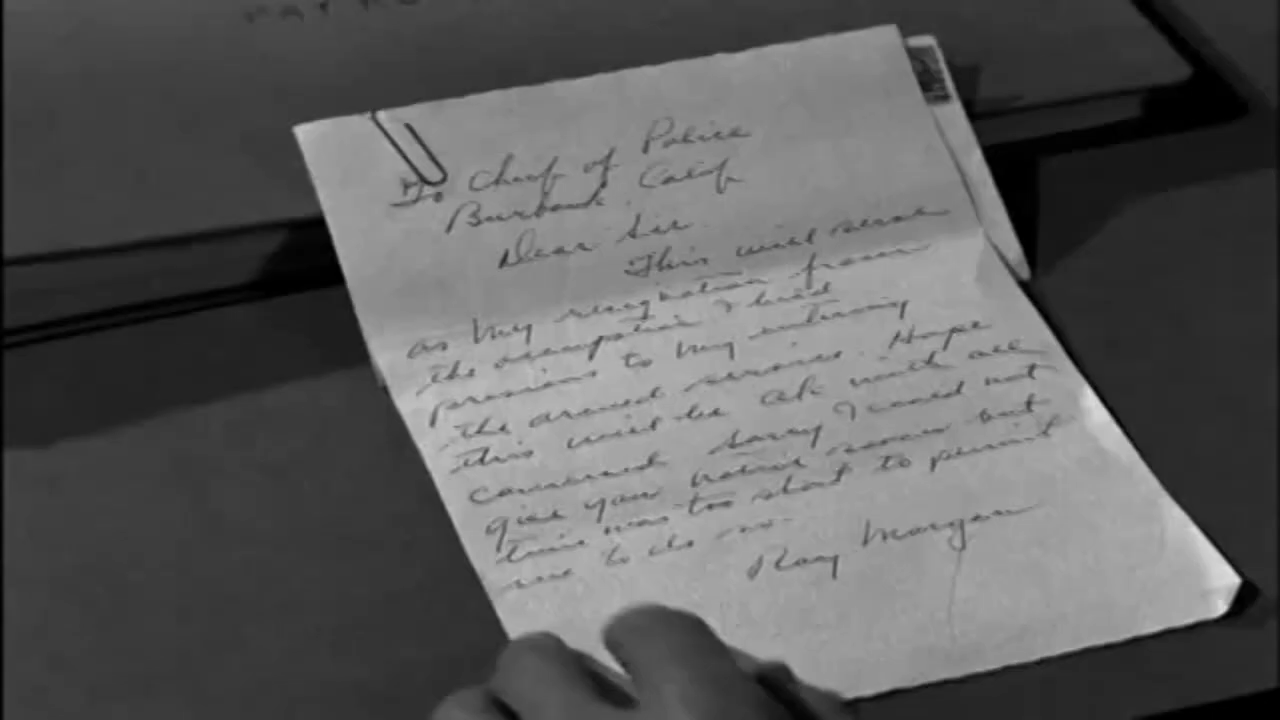 To Chief of Police
Burbank. Calif
Dear Sir.
This will serve
as my resignation from
the occupation I held
previous to my entering
the armed services. Hope
this will be ok with all
concerned Sorry I could not
give you notice sooner but
time was too short to permit
me to do so.
Ray Morgan